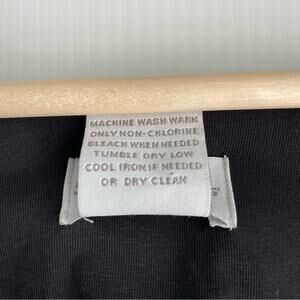 MACHINE WASH WARM
ONLY NON-CHLORINE
BLEACH WHEN NEEDED
TUMBLE DRY LOW
COOL IRON IF NEEDED
OR DRY CLEAN